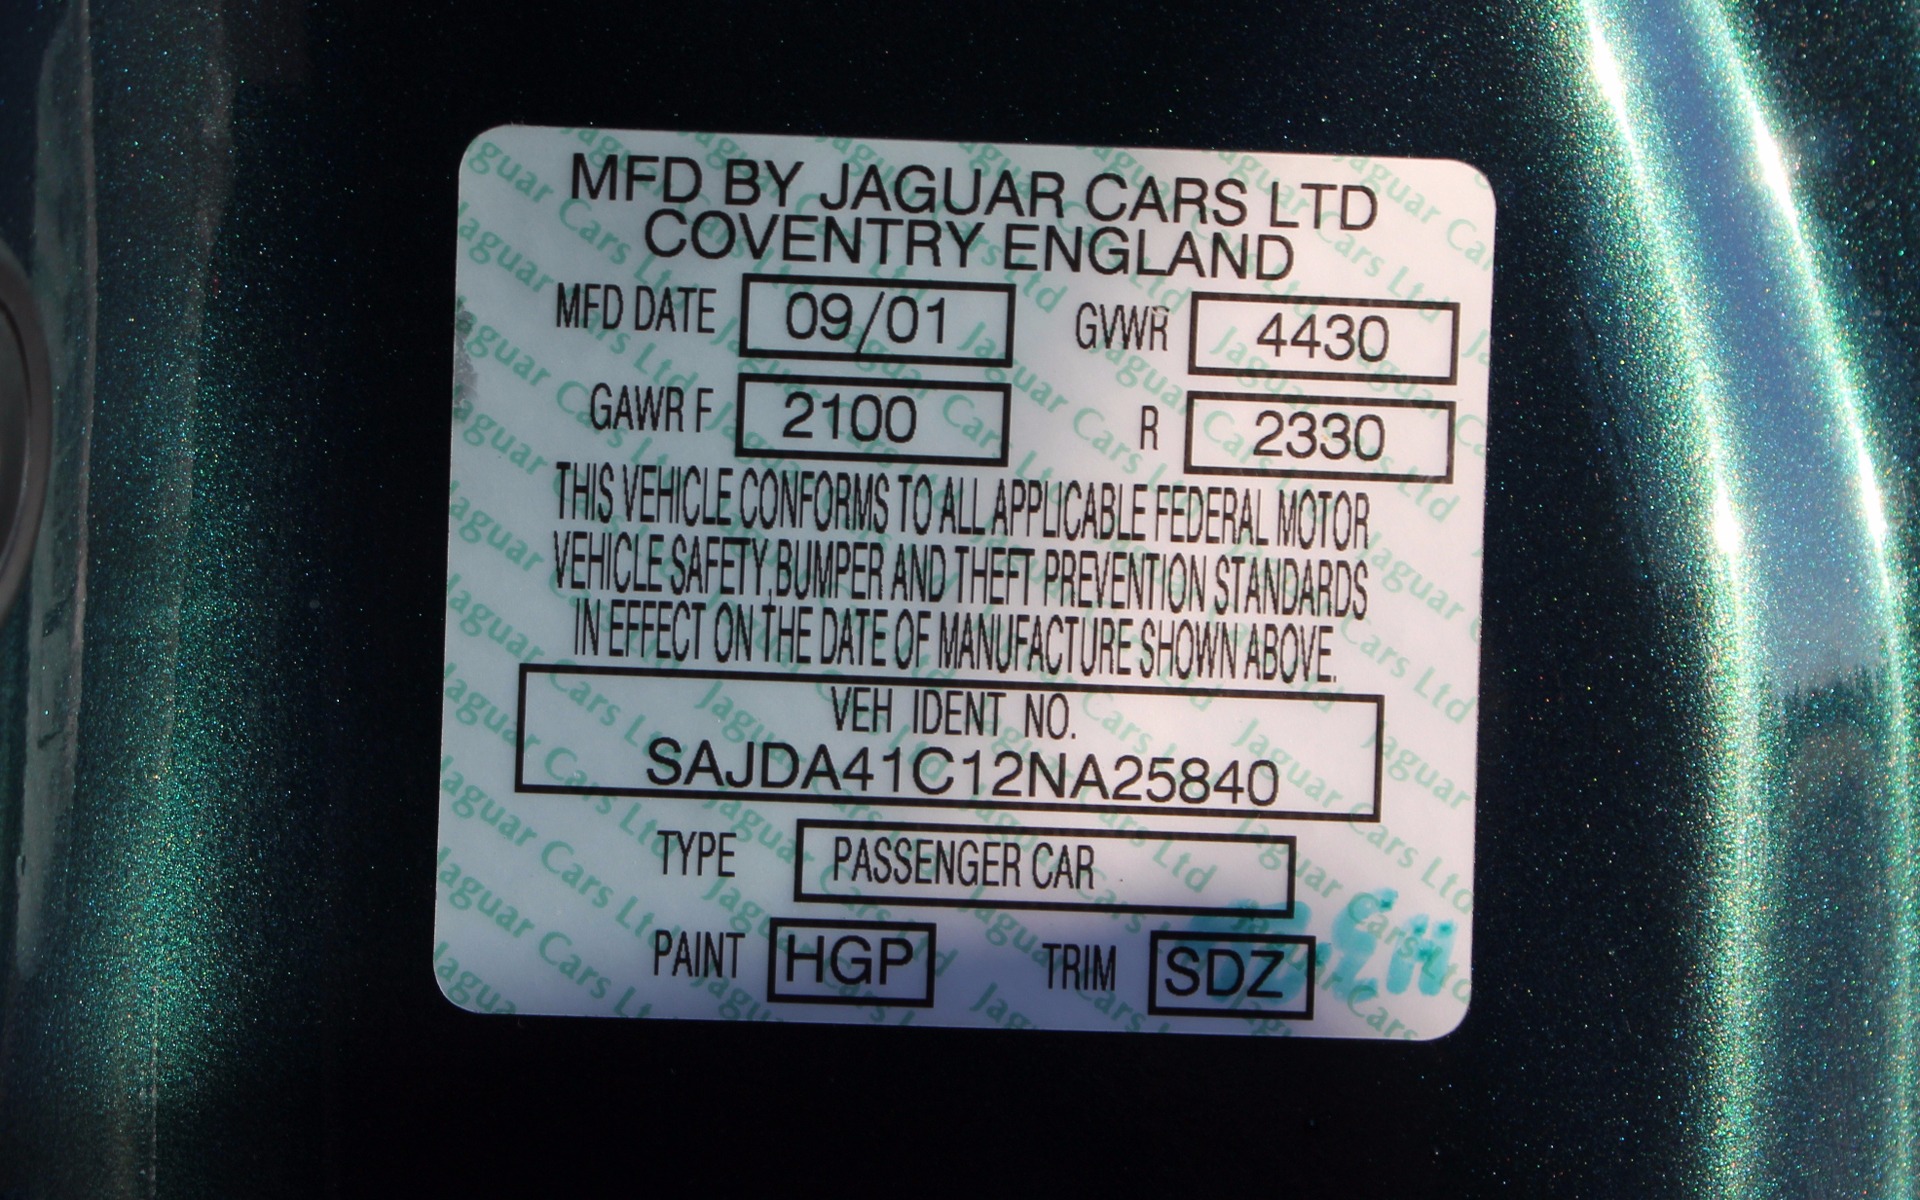 MFD BY JAGUAR CARS LTD
COVENTRY ENGLAND
MFD DATE 09/01 GVWR 4430
GAWR F 2100 R 2330
THIS VEHICLE CONFORMS TO ALL APPLICABLE FEDERAL MOTOR
VEHICLE SAFETY, BUMPER AND THEFT PREVENTION STANDARDS
IN EFFECT ON THE DATE OF MANUFACTURE SHOWN ABOVE.
VEH IDENT NO.
SAJDA41C12NA25840
TYPE PASSENGER CAR
PAINT HGP TRIM SDZ